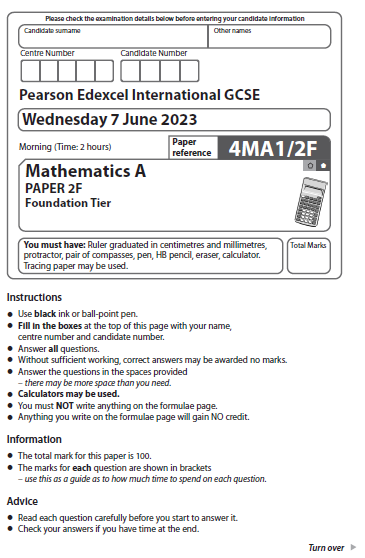 Please check the examination details below before entering your candidate information
Candidate surname
Other names
Centre Number
Candidate Number
Pearson Edexcel International GCSE
Wednesday 7 June 2023
Morning (Time: 2 hours)
Paper
reference
4MA1/2F
Mathematics A
PAPER 2F
Foundation Tier
You must have: Ruler graduated in centimetres and millimetres,
protractor, pair of compasses, pen, HB pencil, eraser, calculator.
Tracing paper may be used.
Total Marks
Instructions
● Use black ink or ball-point pen.
● Fill in the boxes at the top of this page with your name,
centre number and candidate number.
● Answer all questions.
● Without sufficient working, correct answers may be awarded no marks.
● Answer the questions in the spaces provided
– there may be more space than you need.
● Calculators may be used.
● You must NOT write anything on the formulae page.
● Anything you write on the formulae page will gain NO credit.
Information
● The total mark for this paper is 100.
● The marks for each question are shown in brackets
– use this as a guide as to how much time to spend on each question.
Advice
● Read each question carefully before you start to answer it.
● Check your answers if you have time at the end.
Turn over